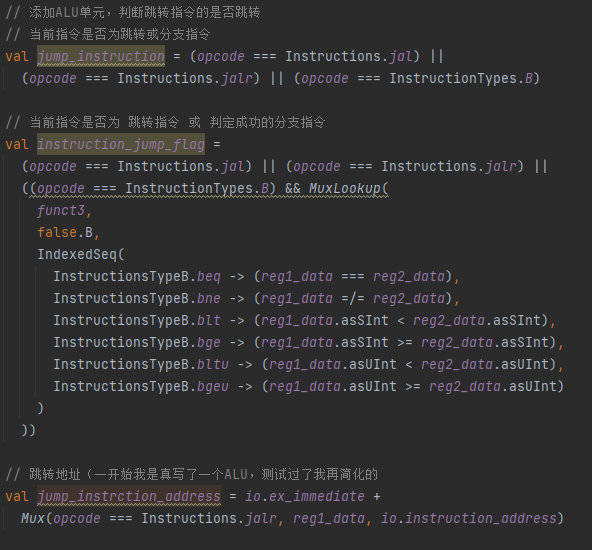 // 添加ALU单元，判断跳转指令的是否跳转
// 当前指令是否为跳转或分支指令
val jump_instruction = (opcode === Instructions.jal) ||
(opcode === Instructions.jalr) || (opcode === InstructionTypes.B)
// 当前指令是否为 跳转指令 或 判定成功的分支指令
val instruction_jump_flag =
(opcode === Instructions.jal) || (opcode === Instructions.jalr) ||
((opcode === InstructionTypes.B) && MuxLookup(
funct3,
false.B,
IndexedSeq(
InstructionsTypeB.beq -> (reg1_data === reg2_data),
InstructionsTypeB.bne -> (reg1_data =/= reg2_data),
InstructionsTypeB.blt -> (reg1_data.asSInt < reg2_data.asSInt),
InstructionsTypeB.bge -> (reg1_data.asSInt >= reg2_data.asSInt),
InstructionsTypeB.bltu -> (reg1_data.asUInt < reg2_data.asUInt),
InstructionsTypeB.bgeu -> (reg1_data.asUInt >= reg2_data.asUInt)
)
))
// 跳转地址（一开始我是真写了一个ALU，测试过了我再简化的
val jump_instrction_address = io.ex_immediate +
Mux(opcode === Instructions.jalr, reg1_data, io.instruction_address)